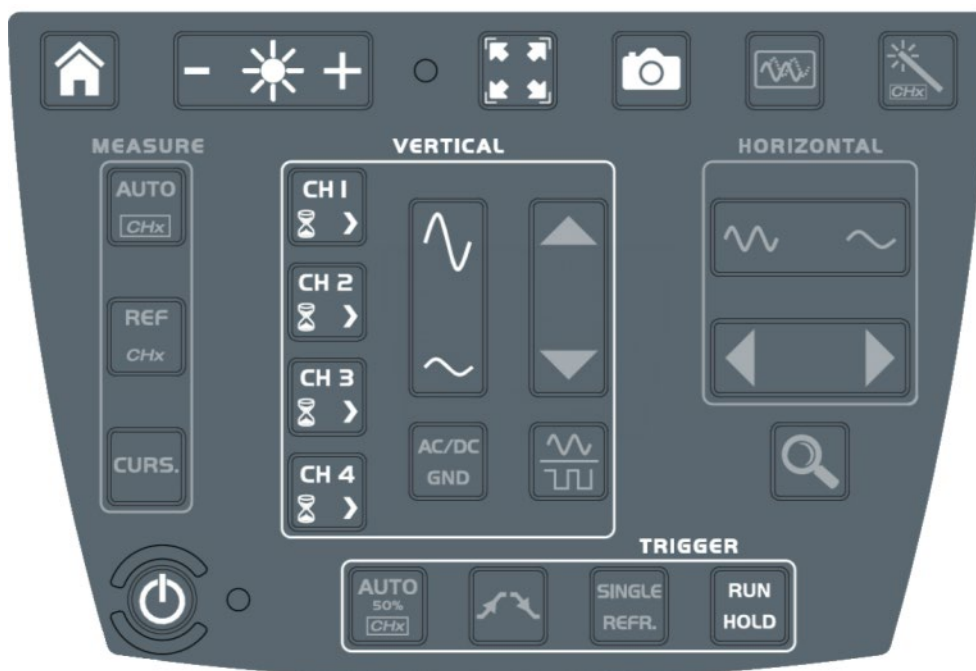 CHx
MEASURE
VERTICAL
HORIZONTAL
AUTO
CHx
REF
CHx
CURS.
CH 1
CH 2
CH 3
CH 4
AC/DC
GND
TRIGGER
AUTO
50%
CHx
SINGLE
REFR.
RUN
HOLD